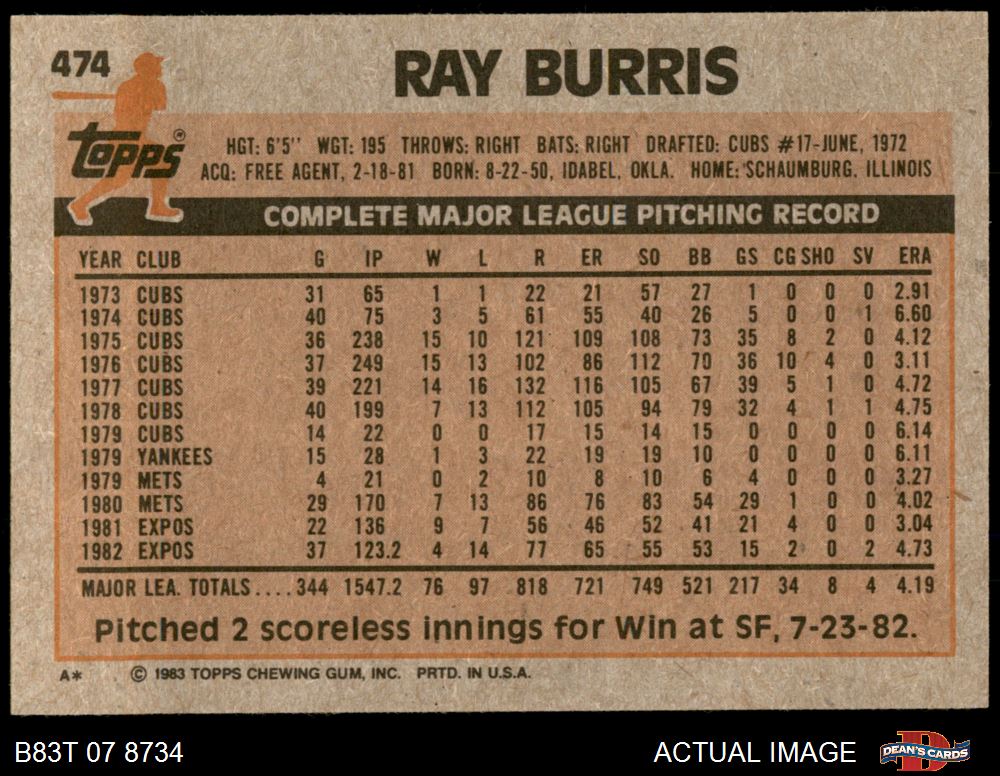 474
RAY BURRIS
Topps®
HGT: 6'5'' WGT: 195 THROWS: RIGHT BATS: RIGHT DRAFTED: CUBS #17-JUNE, 1972
ACQ: FREE AGENT, 2-18-81 BORN: 8-22-50, IDABEL, OKLA. HOME: SCHAUMBURG, ILLINOIS
COMPLETE MAJOR LEAGUE PITCHING RECORD
YEAR CLUB G IP W L R ER SO BB GS CG SHO SV ERA
1973 CUBS 31 65 1 1 22 21 57 27 1 0 0 0 2.91
1974 CUBS 40 75 3 5 61 55 40 26 5 0 0 1 6.60
1975 CUBS 36 238 15 10 121 109 108 73 35 8 2 0 4.12
1976 CUBS 37 249 15 13 102 86 112 70 36 10 4 0 3.11
1977 CUBS 39 221 14 16 132 116 105 67 39 5 1 0 4.72
1978 CUBS 40 199 7 13 112 105 94 79 32 4 1 1 4.75
1979 CUBS 14 22 0 0 17 15 14 15 0 0 0 0 6.14
1979 YANKEES 15 28 1 3 22 19 19 10 0 0 0 0 6.11
1979 METS 4 21 0 2 10 8 10 6 4 0 0 0 3.27
1980 METS 29 170 7 13 86 76 83 54 29 1 0 0 4.02
1981 EXPOS 22 136 9 7 56 46 52 41 21 4 0 0 3.04
1982 EXPOS 37 123.2 4 14 77 65 55 53 15 2 0 2 4.73
MAJOR LEA. TOTALS....344 1547.2 76 97 818 721 749 521 217 34 8 4 4.19
Pitched 2 scoreless innings for Win at SF, 7-23-82.
A* © 1983 TOPPS CHEWING GUM, INC. PRTD. IN U.S.A.
B83T 07 8734 ACTUAL IMAGE D DEAN'S CARDS